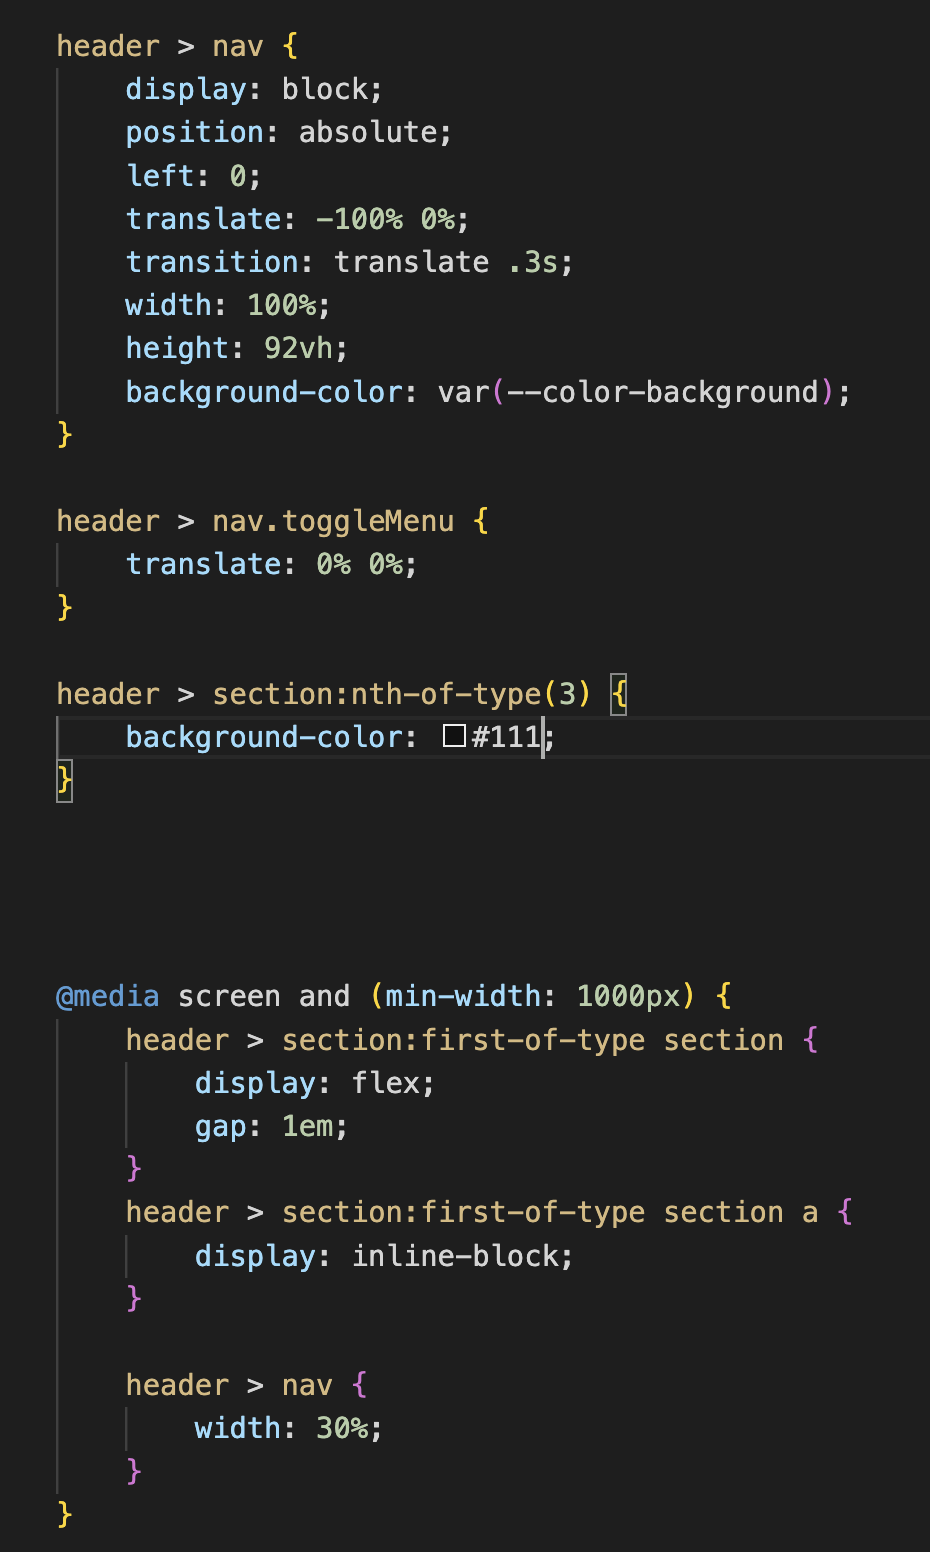 header > nav {
    display: block;
    position: absolute;
    left: 0;
    translate: -100% 0%;
    transition: translate .3s;
    width: 100%;
    height: 92vh;
    background-color: var(--color-background);
}
header > nav.toggleMenu {
    translate: 0% 0%;
}
header > section:nth-of-type(3) {
    background-color: #111;
}
@media screen and (min-width: 1000px) {
    header > section:first-of-type section {
        display: flex;
        gap: 1em;
    }
    header > section:first-of-type section a {
        display: inline-block;
    }
    header > nav {
        width: 30%;
    }
}